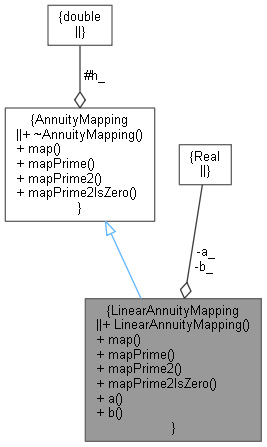 {double
||}
#h_
{AnnuityMapping
||+ ~AnnuityMapping()
+ map()
+ mapPrime()
+ mapPrime2()
+ mapPrime2IsZero()
}
{Real
||}
-a_
-b_
{LinearAnnuityMapping
||+ LinearAnnuityMapping()
+ map()
+ mapPrime()
+ mapPrime2()
+ mapPrime2IsZero()
+ a()
+ b()
}